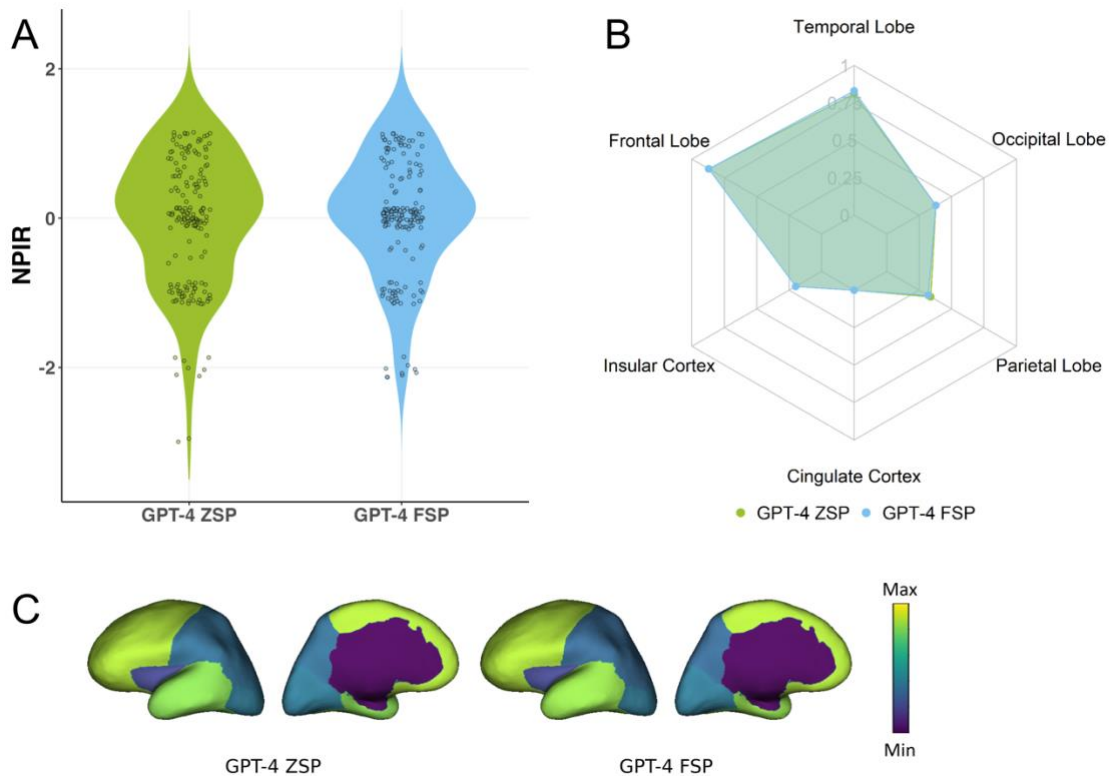 A
NPIR
2
0
-2
GPT-4 ZSP
GPT-4 FSP
B
Temporal Lobe
1
0.75
0.5
0.25
0
Frontal Lobe
Occipital Lobe
Insular Cortex
Parietal Lobe
Cingulate Cortex
GPT-4 ZSP GPT-4 FSP
C
Max
Min
GPT-4 ZSP
GPT-4 FSP